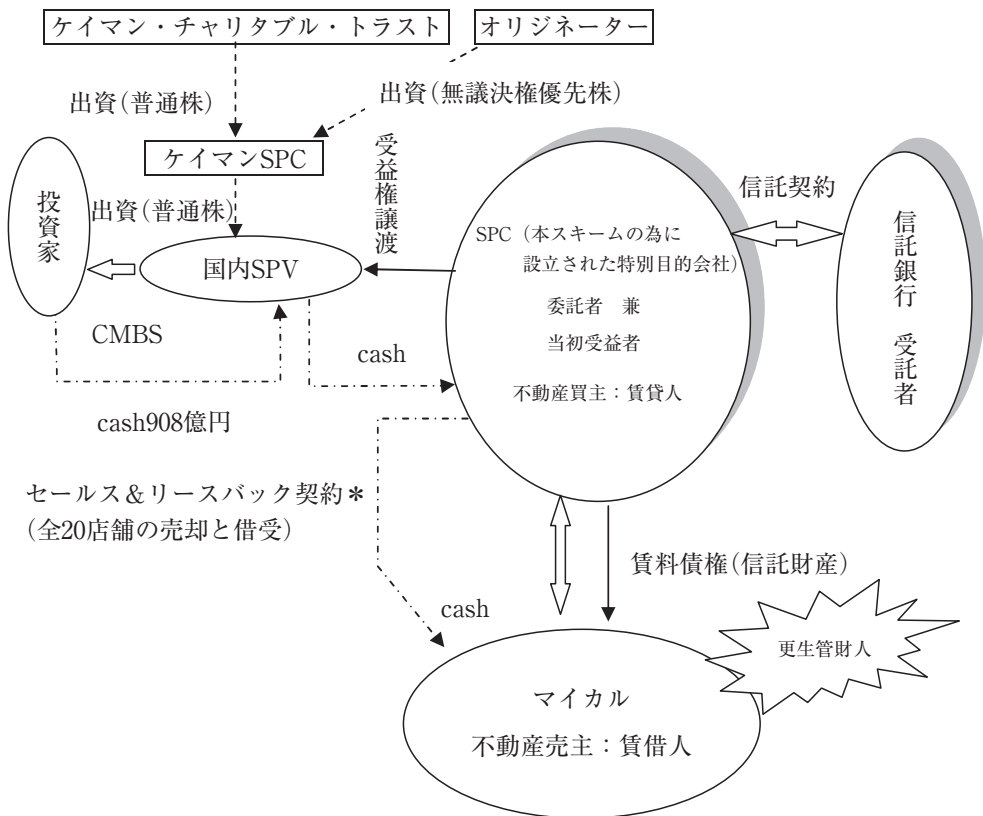 ケイマン・チャリタブル・トラスト
オリジネーター
出資(普通株)
出資(無議決権優先株)
ケイマンSPC
受益権譲渡
投資家
出資(普通株)
国内SPV
CMBS
cash
cash908億円
SPC（本スキームの為に
設立された特別目的会社）
委託者　兼
当初受益者
不動産買主：賃貸人
信託契約
信託銀行　受託者
セールス＆リースバック契約＊
(全20店舗の売却と借受)
賃料債権(信託財産)
cash
更生管財人
マイカル
不動産売主：賃借人